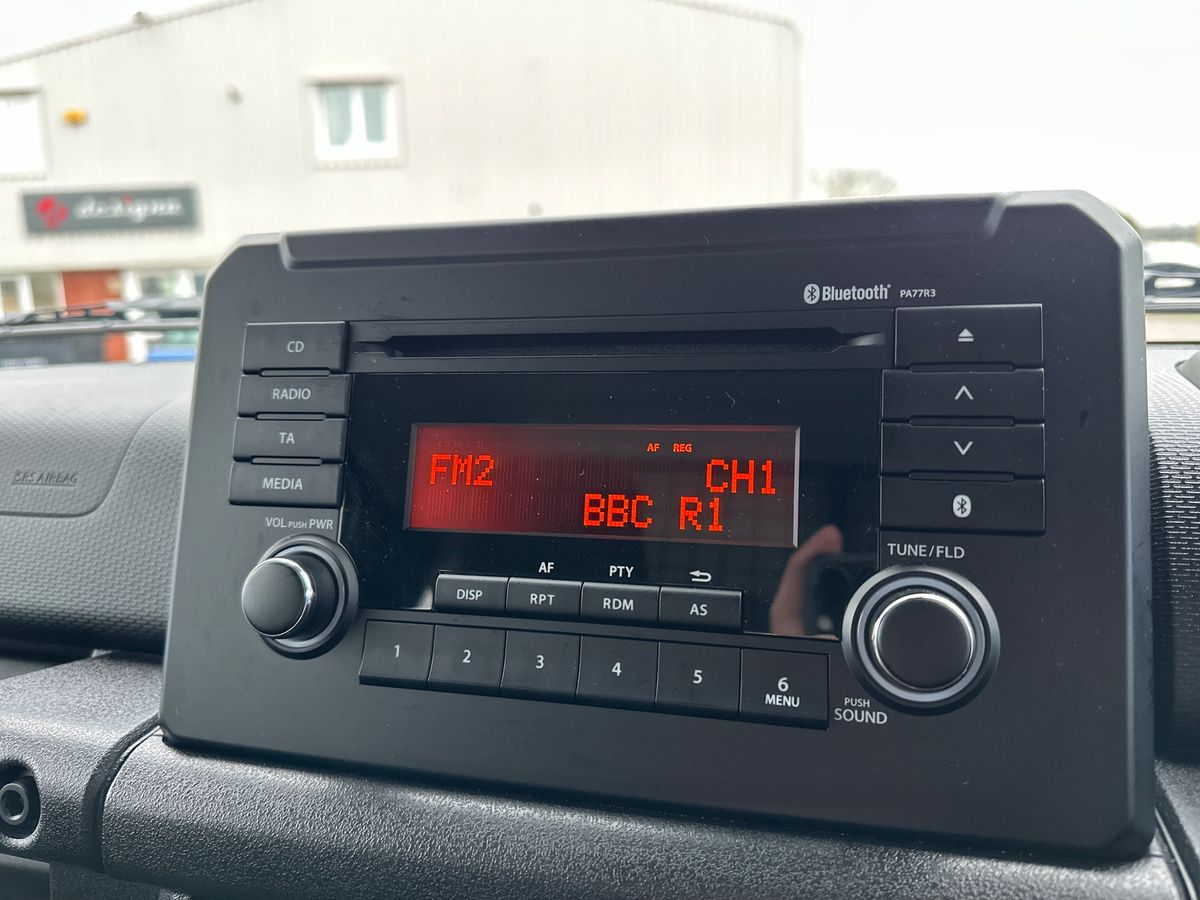 designa
Bluetooth® PA77R3
CD
RADIO
TA
MEDIA
SRS AIRBAG
AF REG
FM2 CH1
BBC R1
VOL PUSH PWR
TUNE/FLD
AF PTY
DISP RPT RDM AS
1 2 3 4 5 6
MENU
PUSH
SOUND